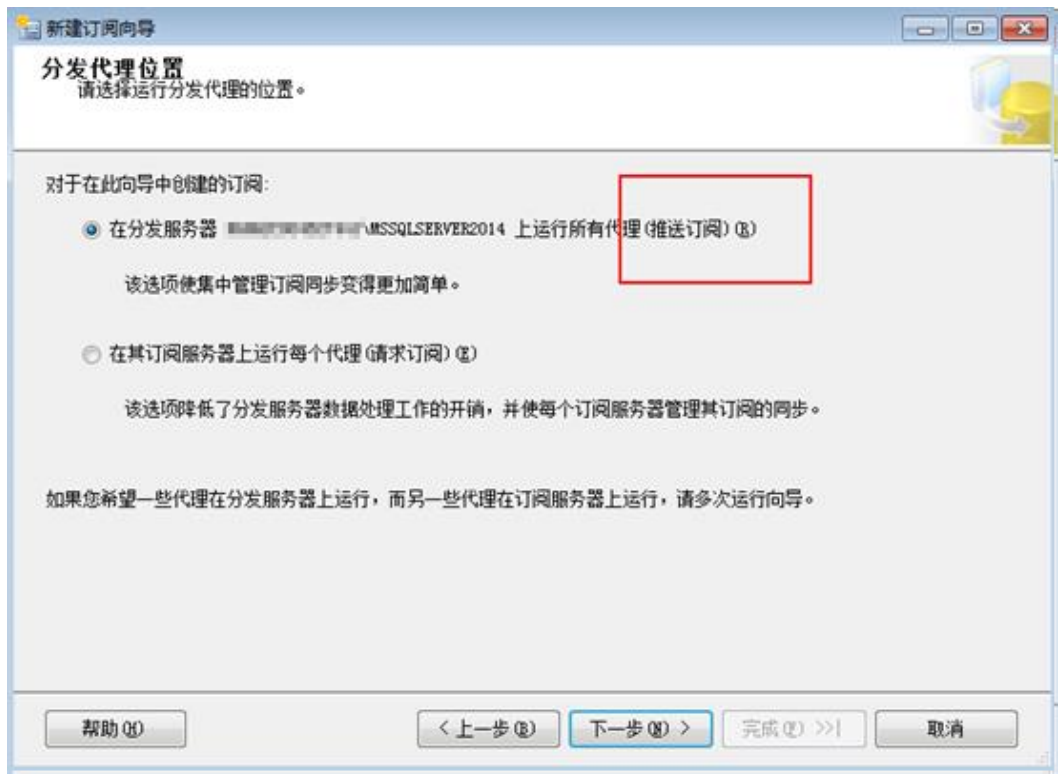 新建订阅向导
分发代理位置
请选择运行分发代理的位置。
对于在此向导中创建的订阅:
在分发服务器 \MSSQLSERVER2014 上运行所有代理(推送订阅)(R)
该选项使集中管理订阅同步变得更加简单。
在其订阅服务器上运行每个代理(请求订阅)(E)
该选项降低了分发服务器数据处理工作的开销，并使每个订阅服务器管理其订阅的同步。
如果您希望一些代理在分发服务器上运行，而另一些代理在订阅服务器上运行，请多次运行向导。
帮助(H)
<上一步(B)
下一步(N) >
完成(F) >>|
取消